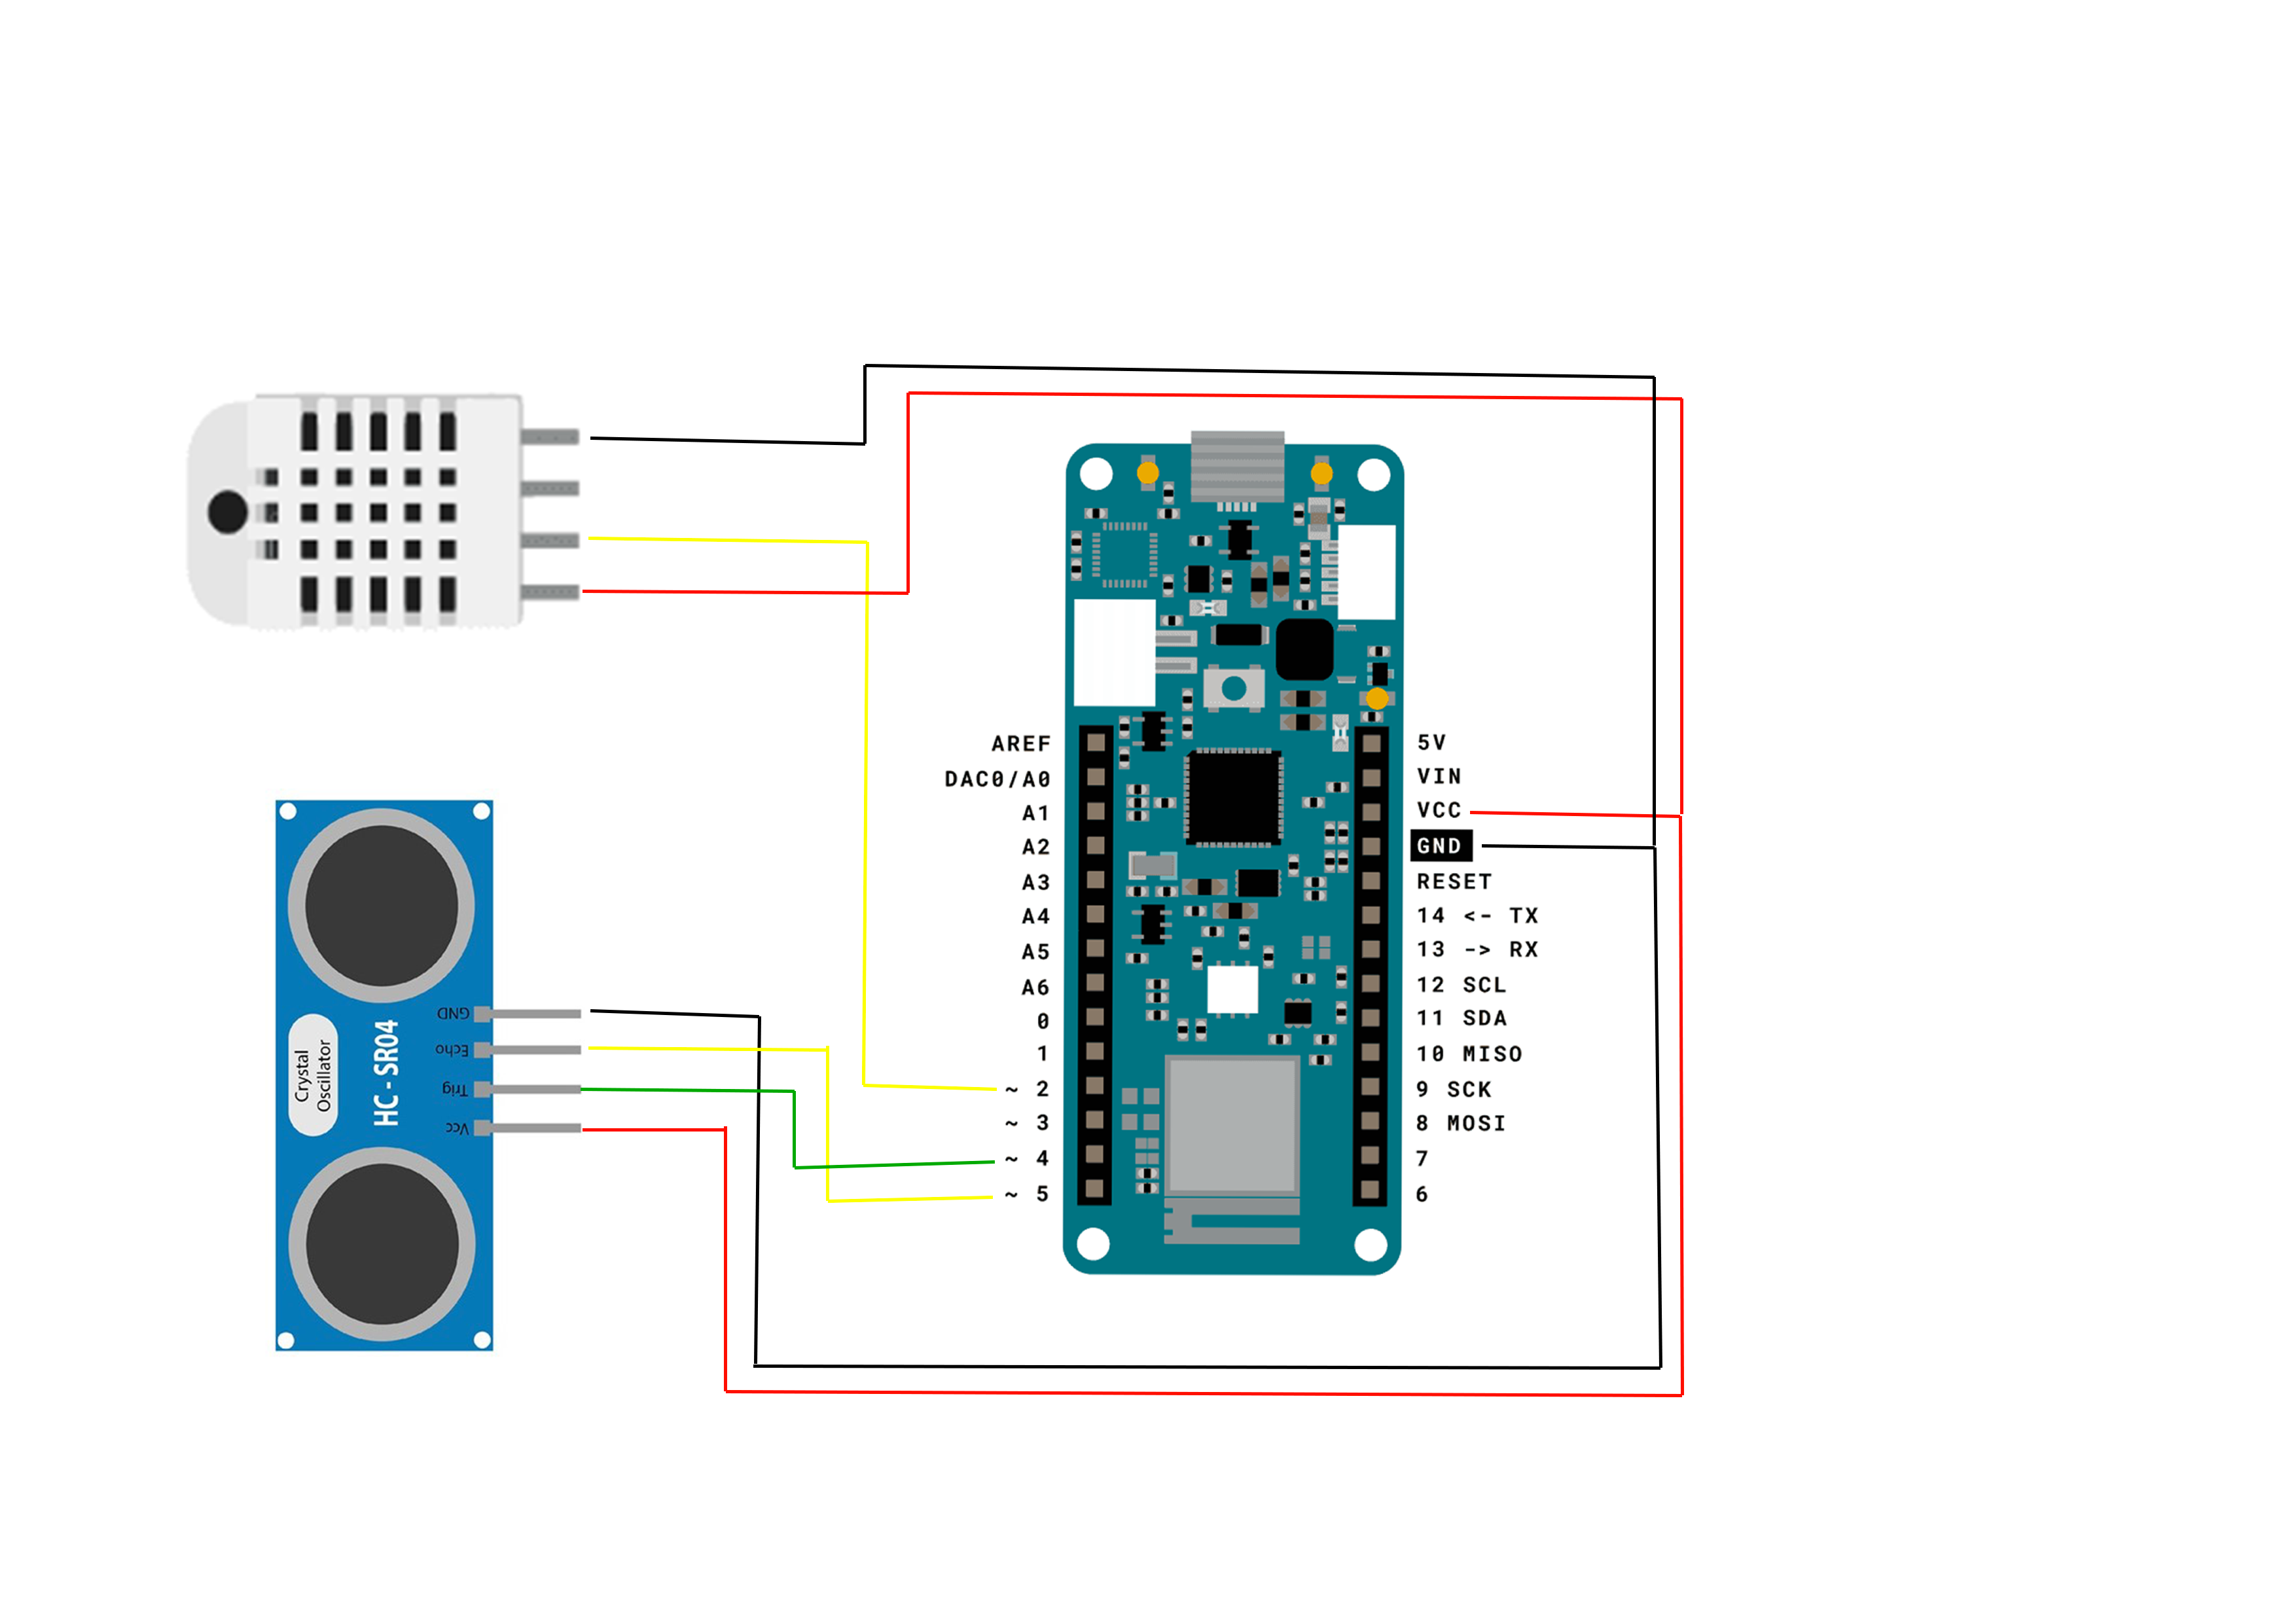 AREF
DAC0/A0
A1
A2
A3
A4
A5
A6
0
1
~ 2
~ 3
~ 4
~ 5
5V
VIN
VCC
GND
RESET
14 <- TX
13 -> RX
12 SCL
11 SDA
10 MISO
9 SCK
8 MOSI
7
6
GND
Echo
Trig
Vcc
HC-SR04
Crystal
Oscillator